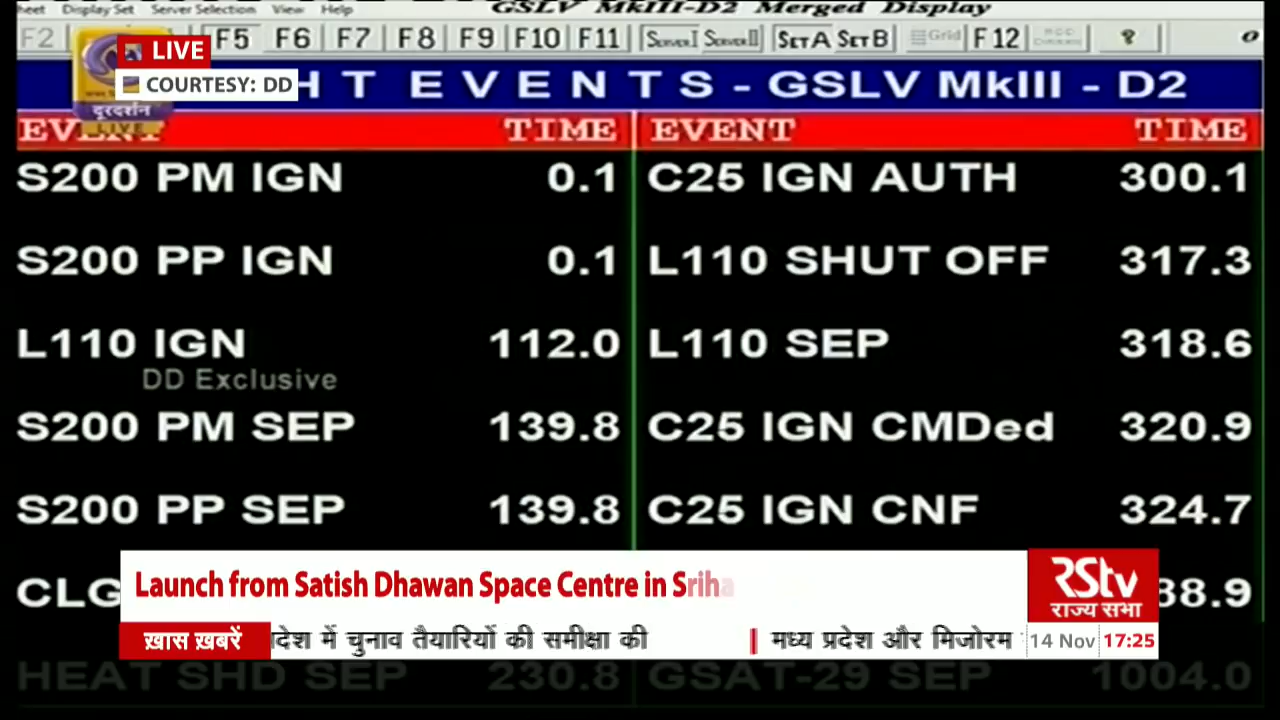 eet Display Set Server Selection View Help GSLV MkIII-D2 Merged Display
F2 F5 F6 F7 F8 F9 F10 F11 SERVER I SERVER II SET A SET B Grid F12 ?
LIVE
COURTESY: DD
HT EVENTS - GSLV MkIII - D2
दूरदर्शन
LIVE
EVENT TIME EVENT TIME
S200 PM IGN 0.1 C25 IGN AUTH 300.1
S200 PP IGN 0.1 L110 SHUT OFF 317.3
L110 IGN 112.0 L110 SEP 318.6
DD Exclusive
S200 PM SEP 139.8 C25 IGN CMDed 320.9
S200 PP SEP 139.8 C25 IGN CNF 324.7
CLG 88.9
Launch from Satish Dhawan Space Centre in Sriha
RSTV
राज्य सभा
ख़ास ख़बरें देश में चुनाव तैयारियों की समीक्षा की | मध्य प्रदेश और मिजोरम 14 Nov 17:25
HEAT SHD SEP 230.8 GSAT-29 SEP 1004.0